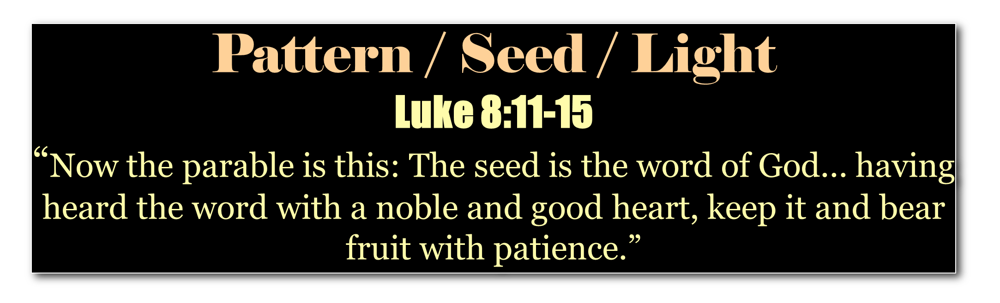 Pattern / Seed / Light
Luke 8:11-15
“Now the parable is this: The seed is the word of God... having
heard the word with a noble and good heart, keep it and bear
fruit with patience.”